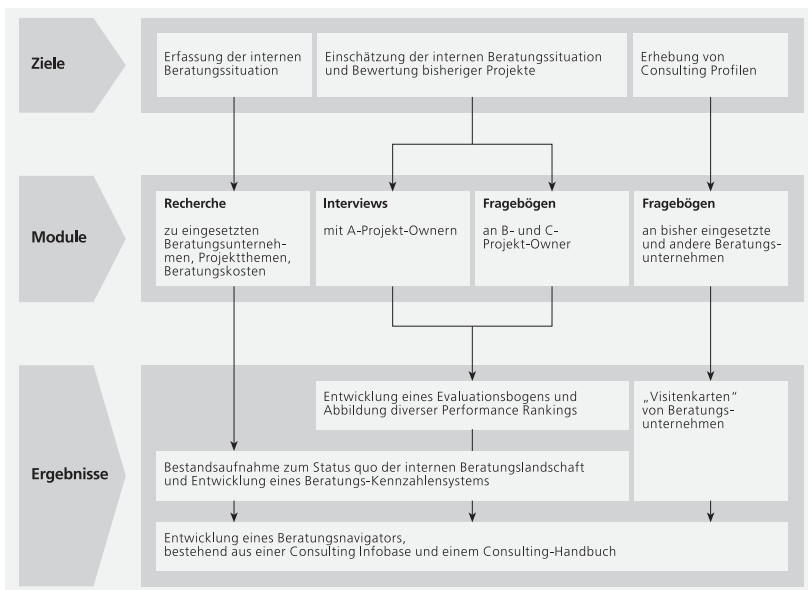 Ziele
Erfassung der internen
Beratungssituation
Einschätzung der internen Beratungssituation
und Bewertung bisheriger Projekte
Erhebung von
Consulting Profilen
Module
Recherche
zu eingesetzten
Beratungsunterneh-
men, Projektthemen,
Beratungskosten
Interviews
mit A-Projekt-Ownern
Fragebögen
an B- und C-
Projekt-Owner
Fragebögen
an bisher eingesetzte
und andere Beratungs-
unternehmen
Ergebnisse
Entwicklung eines Evaluationsbogens und
Abbildung diverser Performance Rankings
„Visitenkarten“
von Beratungs-
unternehmen
Bestandsaufnahme zum Status quo der internen Beratungslandschaft
und Entwicklung eines Beratungs-Kennzahlensystems
Entwicklung eines Beratungsnavigators,
bestehend aus einer Consulting Infobase und einem Consulting-Handbuch